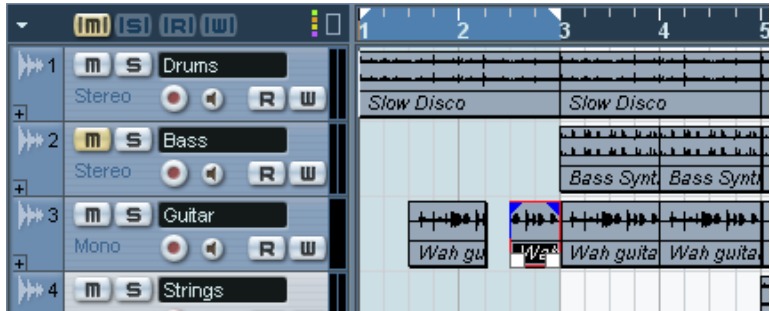 m S R W 1 2 3 4 5
1 m S Drums
Stereo R W Slow Disco Slow Disco
2 m S Bass
Stereo R W Bass Synt Bass Synt
3 m S Guitar
Mono R W Wah gu Wah Wah guita Wah guita
4 m S Strings